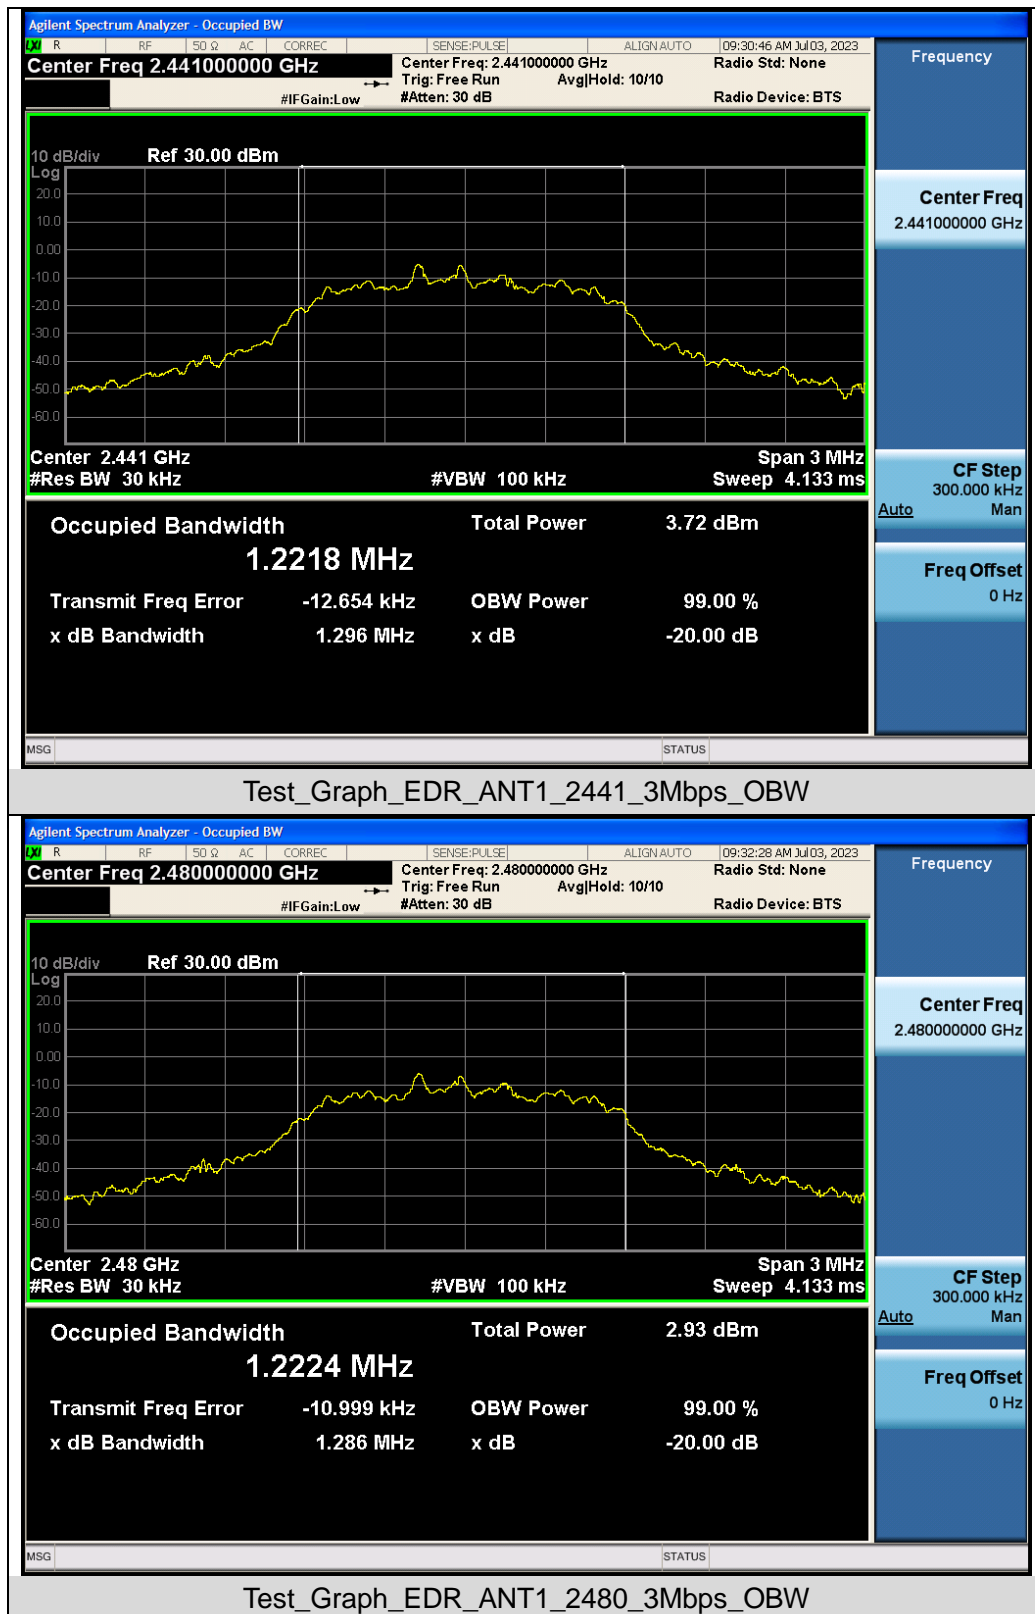 Agilent Spectrum Analyzer - Occupied BW
LXI R RF 50 Ω AC CORREC SENSE:PULSE ALIGN AUTO 09:30:46 AM Jul 03, 2023
Center Freq 2.441000000 GHz Center Freq: 2.441000000 GHz Radio Std: None
Trig: Free Run Avg|Hold: 10/10
#IFGain:Low #Atten: 30 dB Radio Device: BTS
Frequency
10 dB/div Ref 30.00 dBm
Log
20.0
10.0
0.00
-10.0
-20.0
-30.0
-40.0
-50.0
-60.0
Center Freq
2.441000000 GHz
Center 2.441 GHz Span 3 MHz
#Res BW 30 kHz #VBW 100 kHz Sweep 4.133 ms
CF Step
300.000 kHz
Auto Man
Occupied Bandwidth Total Power 3.72 dBm
1.2218 MHz
Transmit Freq Error -12.654 kHz OBW Power 99.00 %
x dB Bandwidth 1.296 MHz x dB -20.00 dB
Freq Offset
0 Hz
MSG STATUS
Test_Graph_EDR_ANT1_2441_3Mbps_OBW
Agilent Spectrum Analyzer - Occupied BW
LXI R RF 50 Ω AC CORREC SENSE:PULSE ALIGN AUTO 09:32:28 AM Jul 03, 2023
Center Freq 2.480000000 GHz Center Freq: 2.480000000 GHz Radio Std: None
Trig: Free Run Avg|Hold: 10/10
#IFGain:Low #Atten: 30 dB Radio Device: BTS
Frequency
10 dB/div Ref 30.00 dBm
Log
20.0
10.0
0.00
-10.0
-20.0
-30.0
-40.0
-50.0
-60.0
Center Freq
2.480000000 GHz
Center 2.48 GHz Span 3 MHz
#Res BW 30 kHz #VBW 100 kHz Sweep 4.133 ms
CF Step
300.000 kHz
Auto Man
Occupied Bandwidth Total Power 2.93 dBm
1.2224 MHz
Transmit Freq Error -10.999 kHz OBW Power 99.00 %
x dB Bandwidth 1.286 MHz x dB -20.00 dB
Freq Offset
0 Hz
MSG STATUS
Test_Graph_EDR_ANT1_2480_3Mbps_OBW